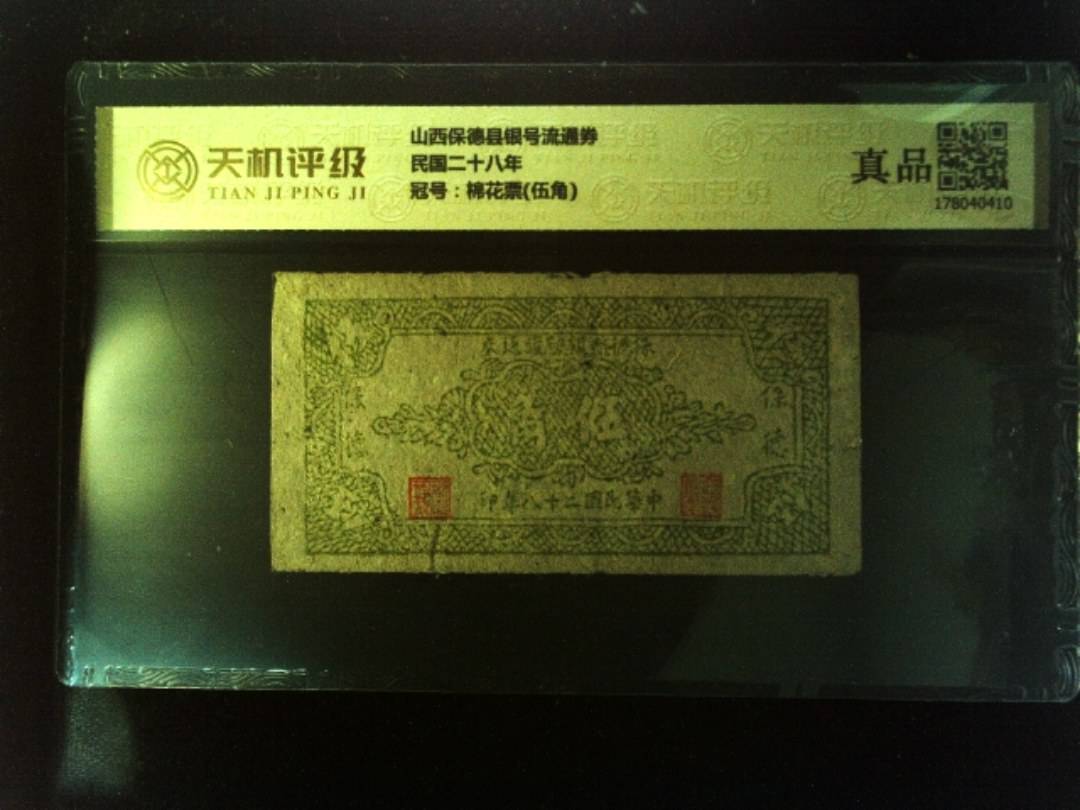 天机评级
TIAN JI PING JI
山西保德县银号流通券
民国二十八年
冠号：棉花票(伍角)
真品
178040410
伍角
保德
保德
中華民國二十八年印